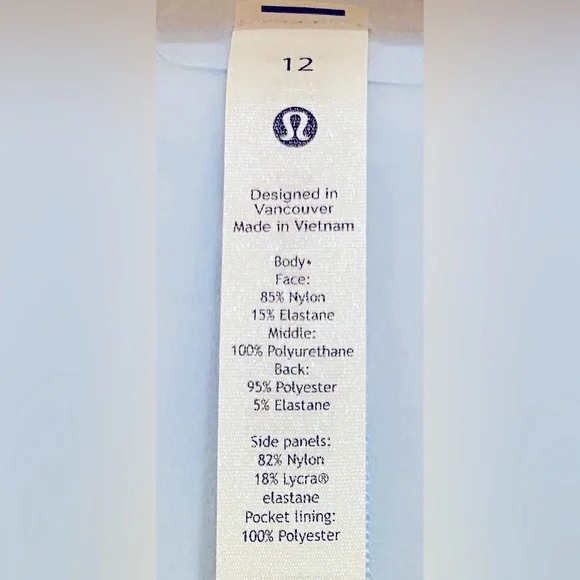 12
Designed in
Vancouver
Made in Vietnam
Body•
Face:
85% Nylon
15% Elastane
Middle:
100% Polyurethane
Back:
95% Polyester
5% Elastane
Side panels:
82% Nylon
18% Lycra®
elastane
Pocket lining:
100% Polyester